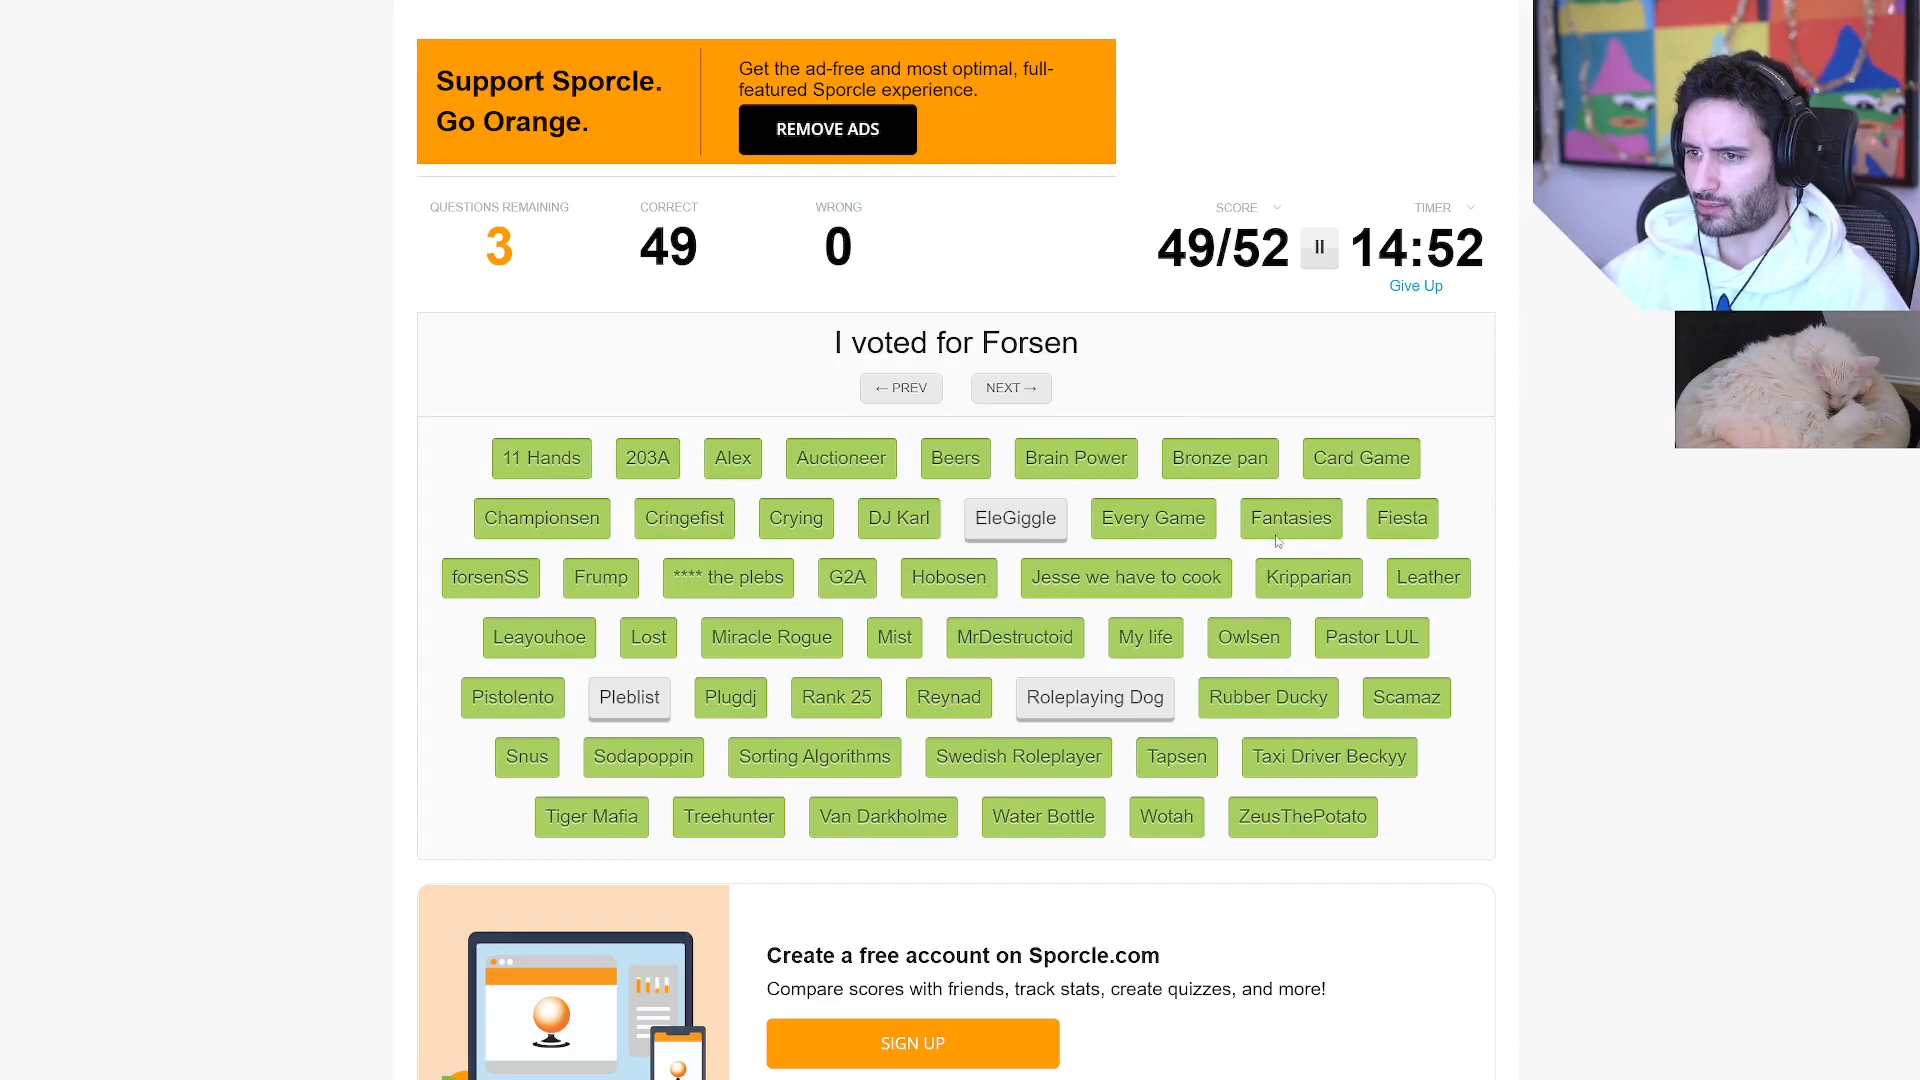 Support Sporcle.
Go Orange.
Get the ad-free and most optimal, full-
featured Sporcle experience.
REMOVE ADS
QUESTIONS REMAINING
3
CORRECT
49
WRONG
0
SCORE
49/52
TIMER
14:52
Give Up
I voted for Forsen
← PREV
NEXT →
11 Hands
203A
Alex
Auctioneer
Beers
Brain Power
Bronze pan
Card Game
Championsen
Cringefist
Crying
DJ Karl
EleGiggle
Every Game
Fantasies
Fiesta
forsenSS
Frump
**** the plebs
G2A
Hobosen
Jesse we have to cook
Kripparian
Leather
Leayouhoe
Lost
Miracle Rogue
Mist
MrDestructoid
My life
Owlsen
Pastor LUL
Pistolento
Pleblist
Plugdj
Rank 25
Reynad
Roleplaying Dog
Rubber Ducky
Scamaz
Snus
Sodapoppin
Sorting Algorithms
Swedish Roleplayer
Tapsen
Taxi Driver Beckyy
Tiger Mafia
Treehunter
Van Darkholme
Water Bottle
Wotah
ZeusThePotato
Create a free account on Sporcle.com
Compare scores with friends, track stats, create quizzes, and more!
SIGN UP